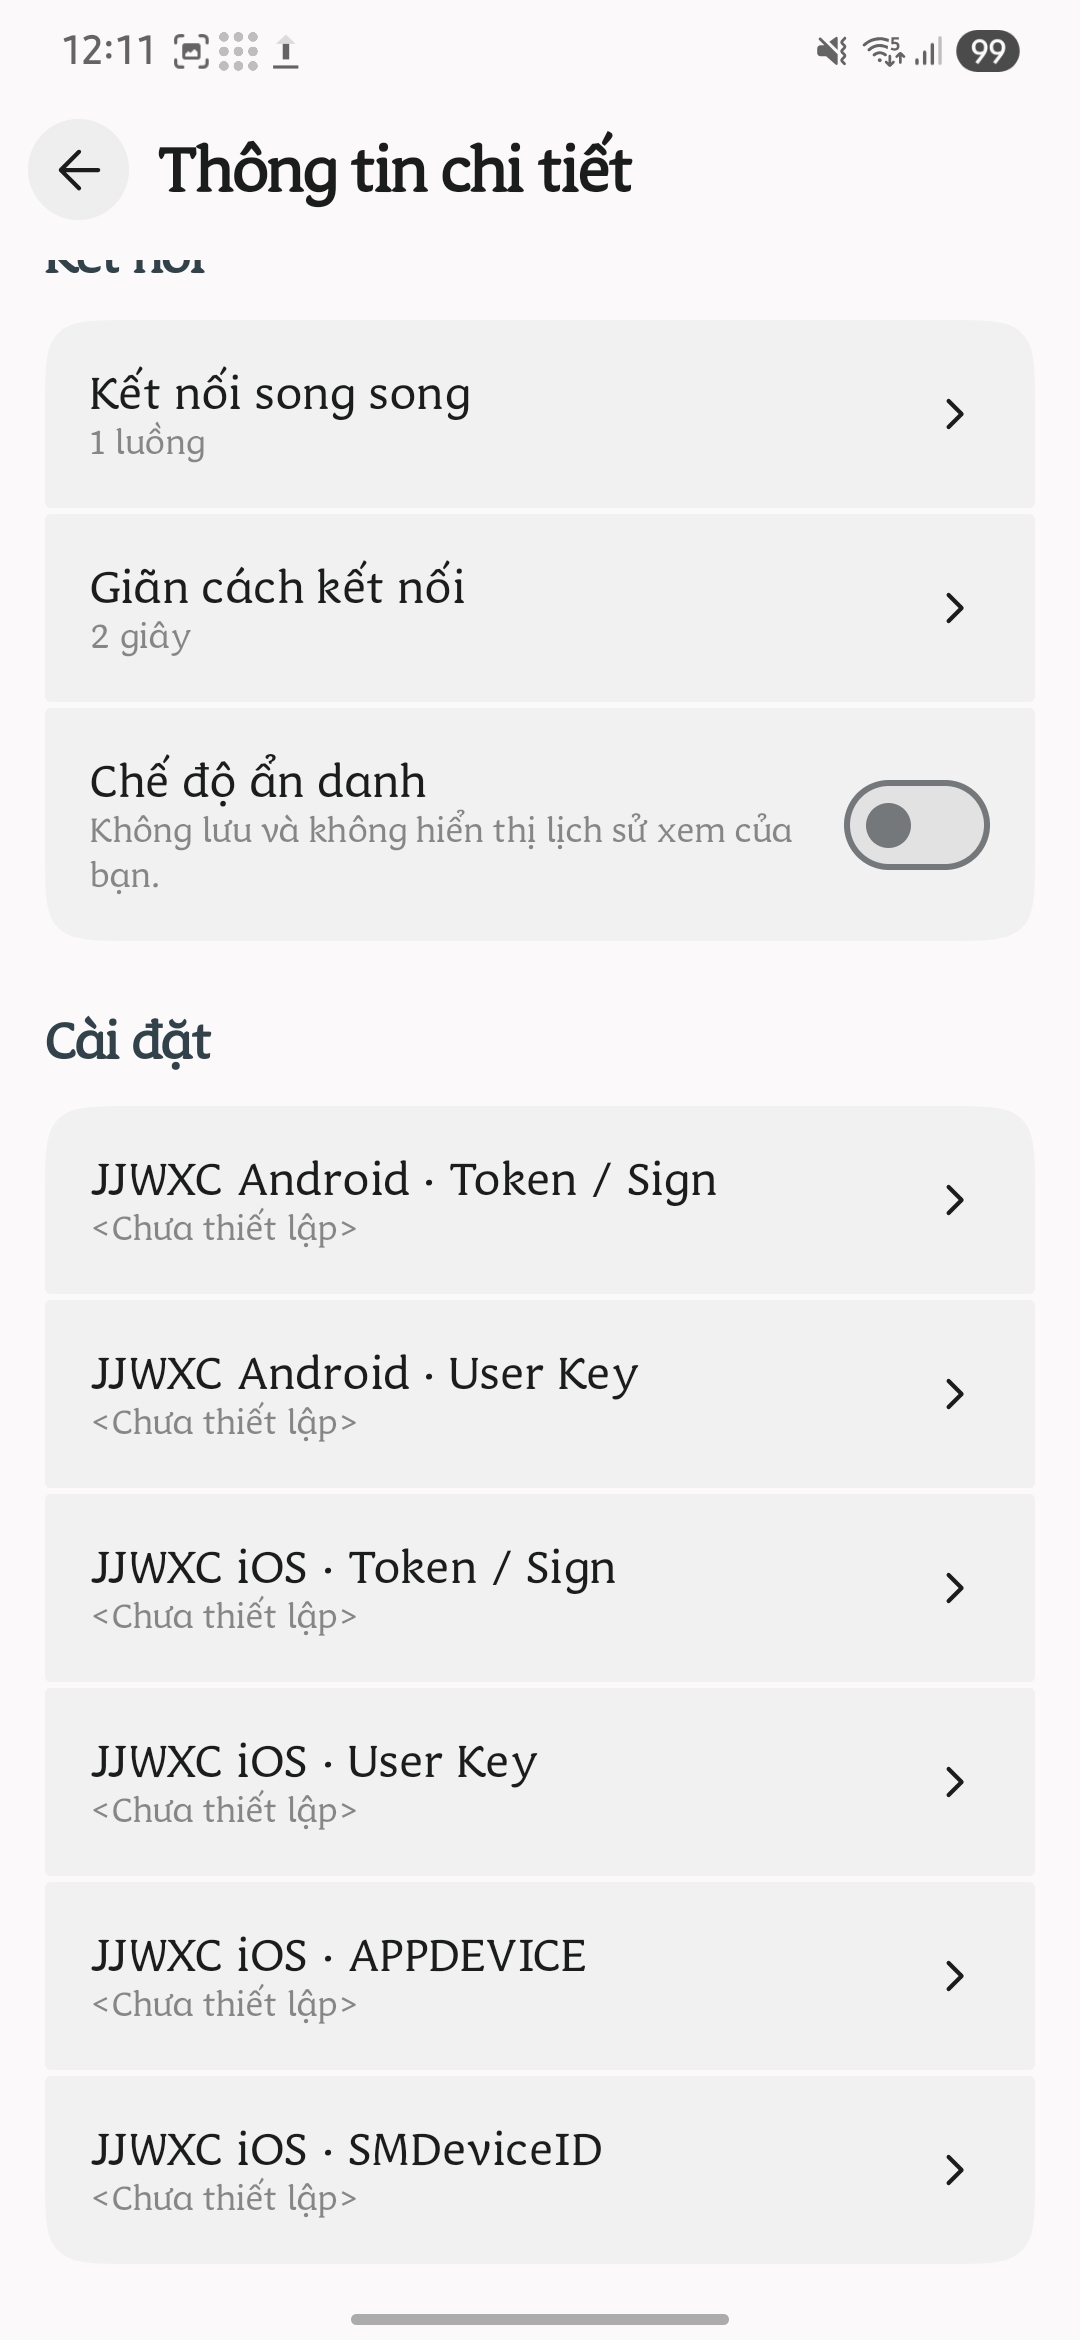 12:11
5
99
Thông tin chi tiết
Kết nối
Kết nối song song
1 luồng
Giãn cách kết nối
2 giây
Chế độ ẩn danh
Không lưu và không hiển thị lịch sử xem của
bạn.
Cài đặt
JJWXC Android · Token / Sign
<Chưa thiết lập>
JJWXC Android · User Key
<Chưa thiết lập>
JJWXC iOS · Token / Sign
<Chưa thiết lập>
JJWXC iOS · User Key
<Chưa thiết lập>
JJWXC iOS · APPDEVICE
<Chưa thiết lập>
JJWXC iOS · SMDeviceID
<Chưa thiết lập>